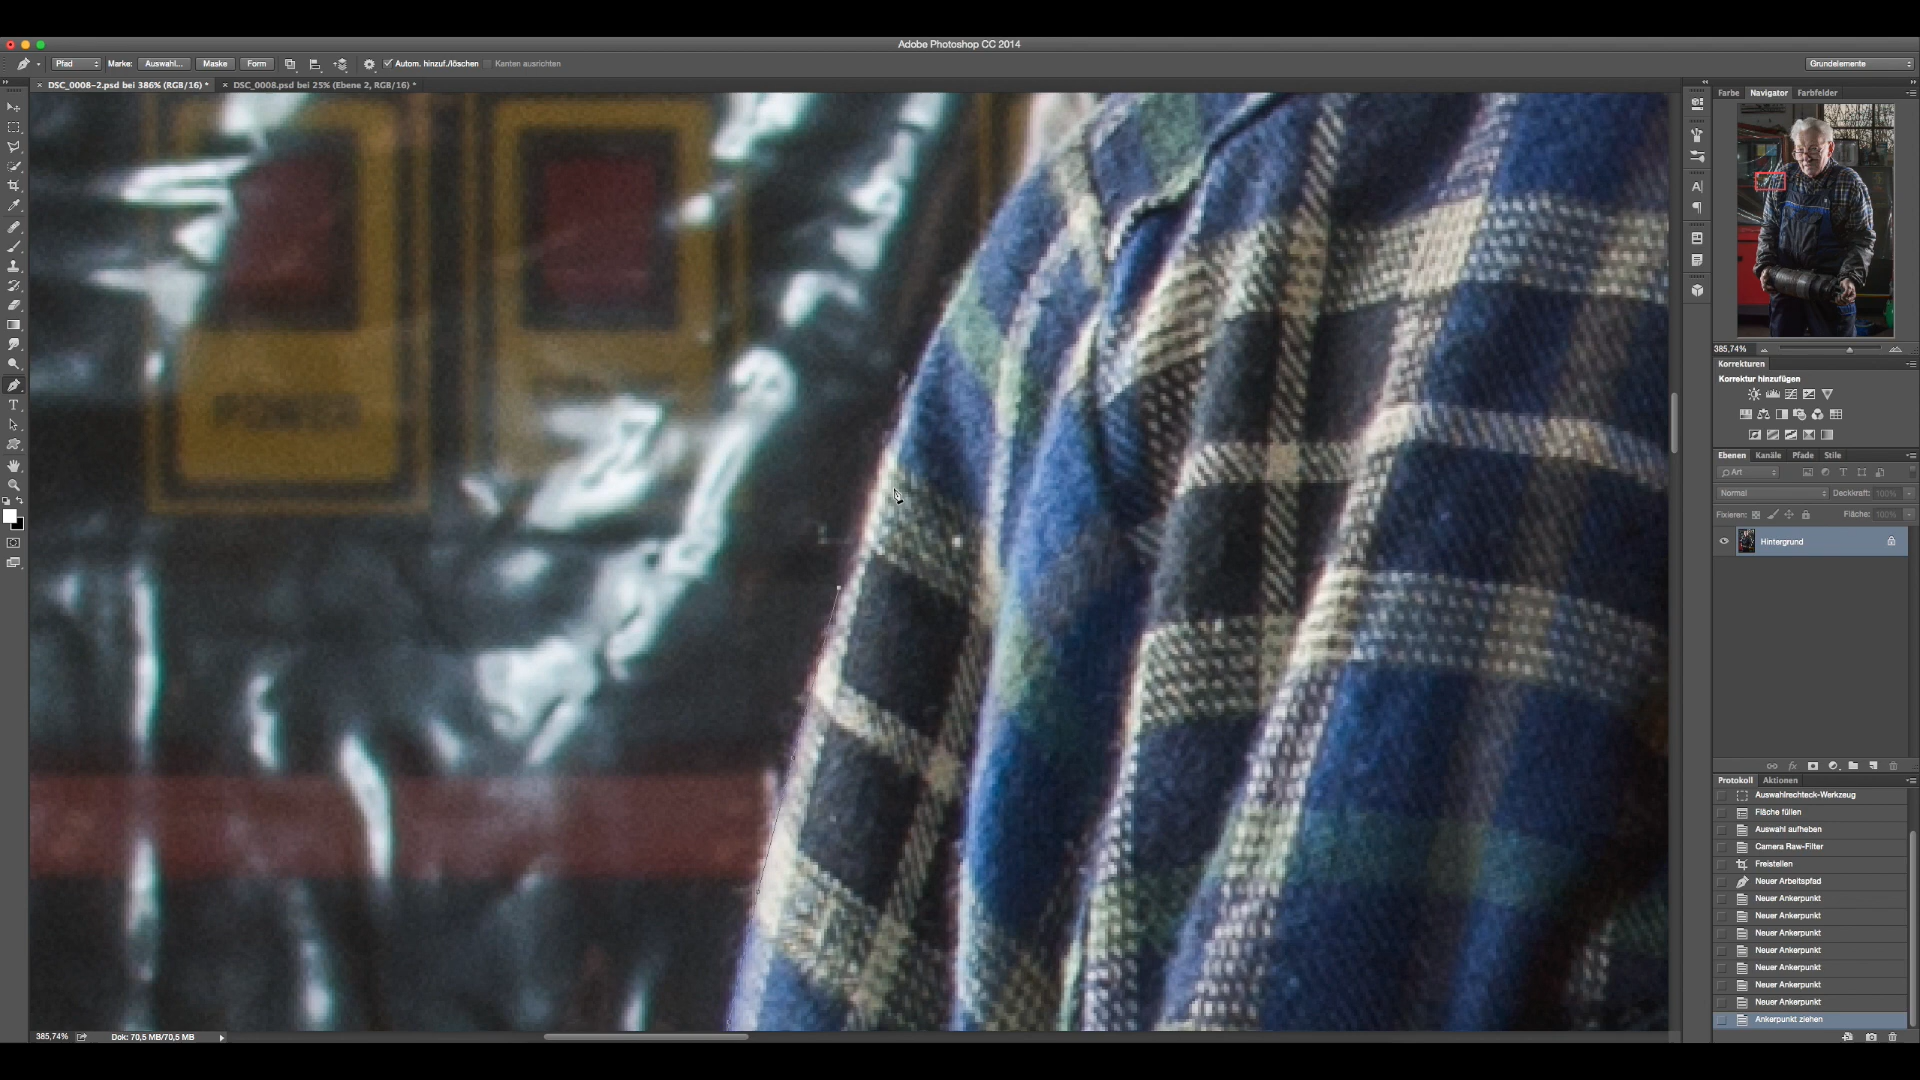 Adobe Photoshop CC 2014
Pfad Marke: Auswahl... Maske Form Autom. hinzuf./löschen Kanten ausrichten Grundelemente
× DSC_0008-2.psd bei 386% (RGB/16) * × DSC_0008.psd bei 25% (Ebene 2, RGB/16) *
Farbe Navigator Farbfelder
385,74%
Korrekturen
Korrektur hinzufügen
Ebenen Kanäle Pfade Stile
Art
Normal Deckkraft: 100%
Fixieren: Fläche: 100%
Hintergrund
Protokoll Aktionen
Auswahlrechteck-Werkzeug
Fläche füllen
Auswahl aufheben
Camera Raw-Filter
Freistellen
Neuer Arbeitspfad
Neuer Ankerpunkt
Neuer Ankerpunkt
Neuer Ankerpunkt
Neuer Ankerpunkt
Neuer Ankerpunkt
Neuer Ankerpunkt
Neuer Ankerpunkt
Ankerpunkt ziehen
385,74% Dok: 70,5 MB/70,5 MB